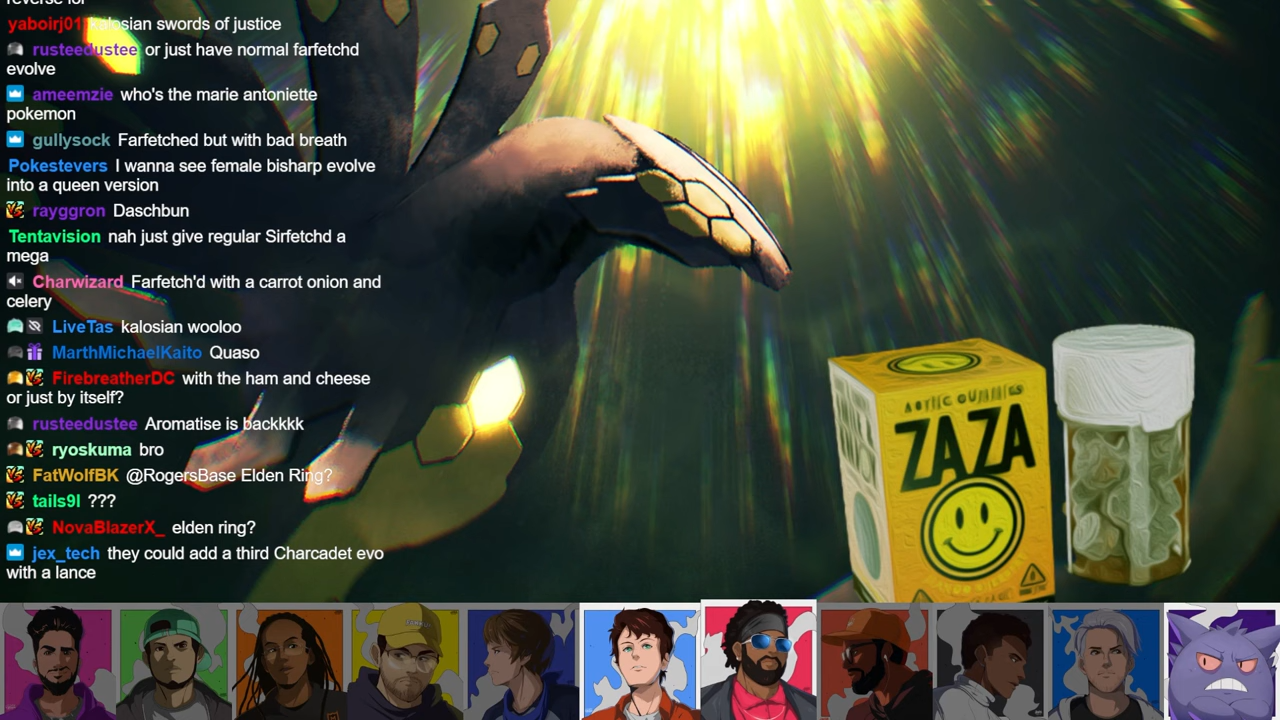 yaboirj01 kalosian swords of justice
rusteedustee or just have normal farfetchd
evolve
ameemzie who's the marie antoniette
pokemon
gullysock Farfetched but with bad breath
Pokestevers I wanna see female bisharp evolve
into a queen version
rayggron Daschbun
Tentavision nah just give regular Sirfetchd a
mega
Charwizard Farfetch'd with a carrot onion and
celery
LiveTas kalosian wooloo
MarthMichaelKaito Quaso
FirebreatherDC with the ham and cheese
or just by itself?
rusteedustee Aromatise is backkkk
ryoskuma bro
FatWolfBK @RogersBase Elden Ring?
tails9l ???
NovaBlazerX_ elden ring?
jex_tech they could add a third Charcadet evo
with a lance
ZAZA